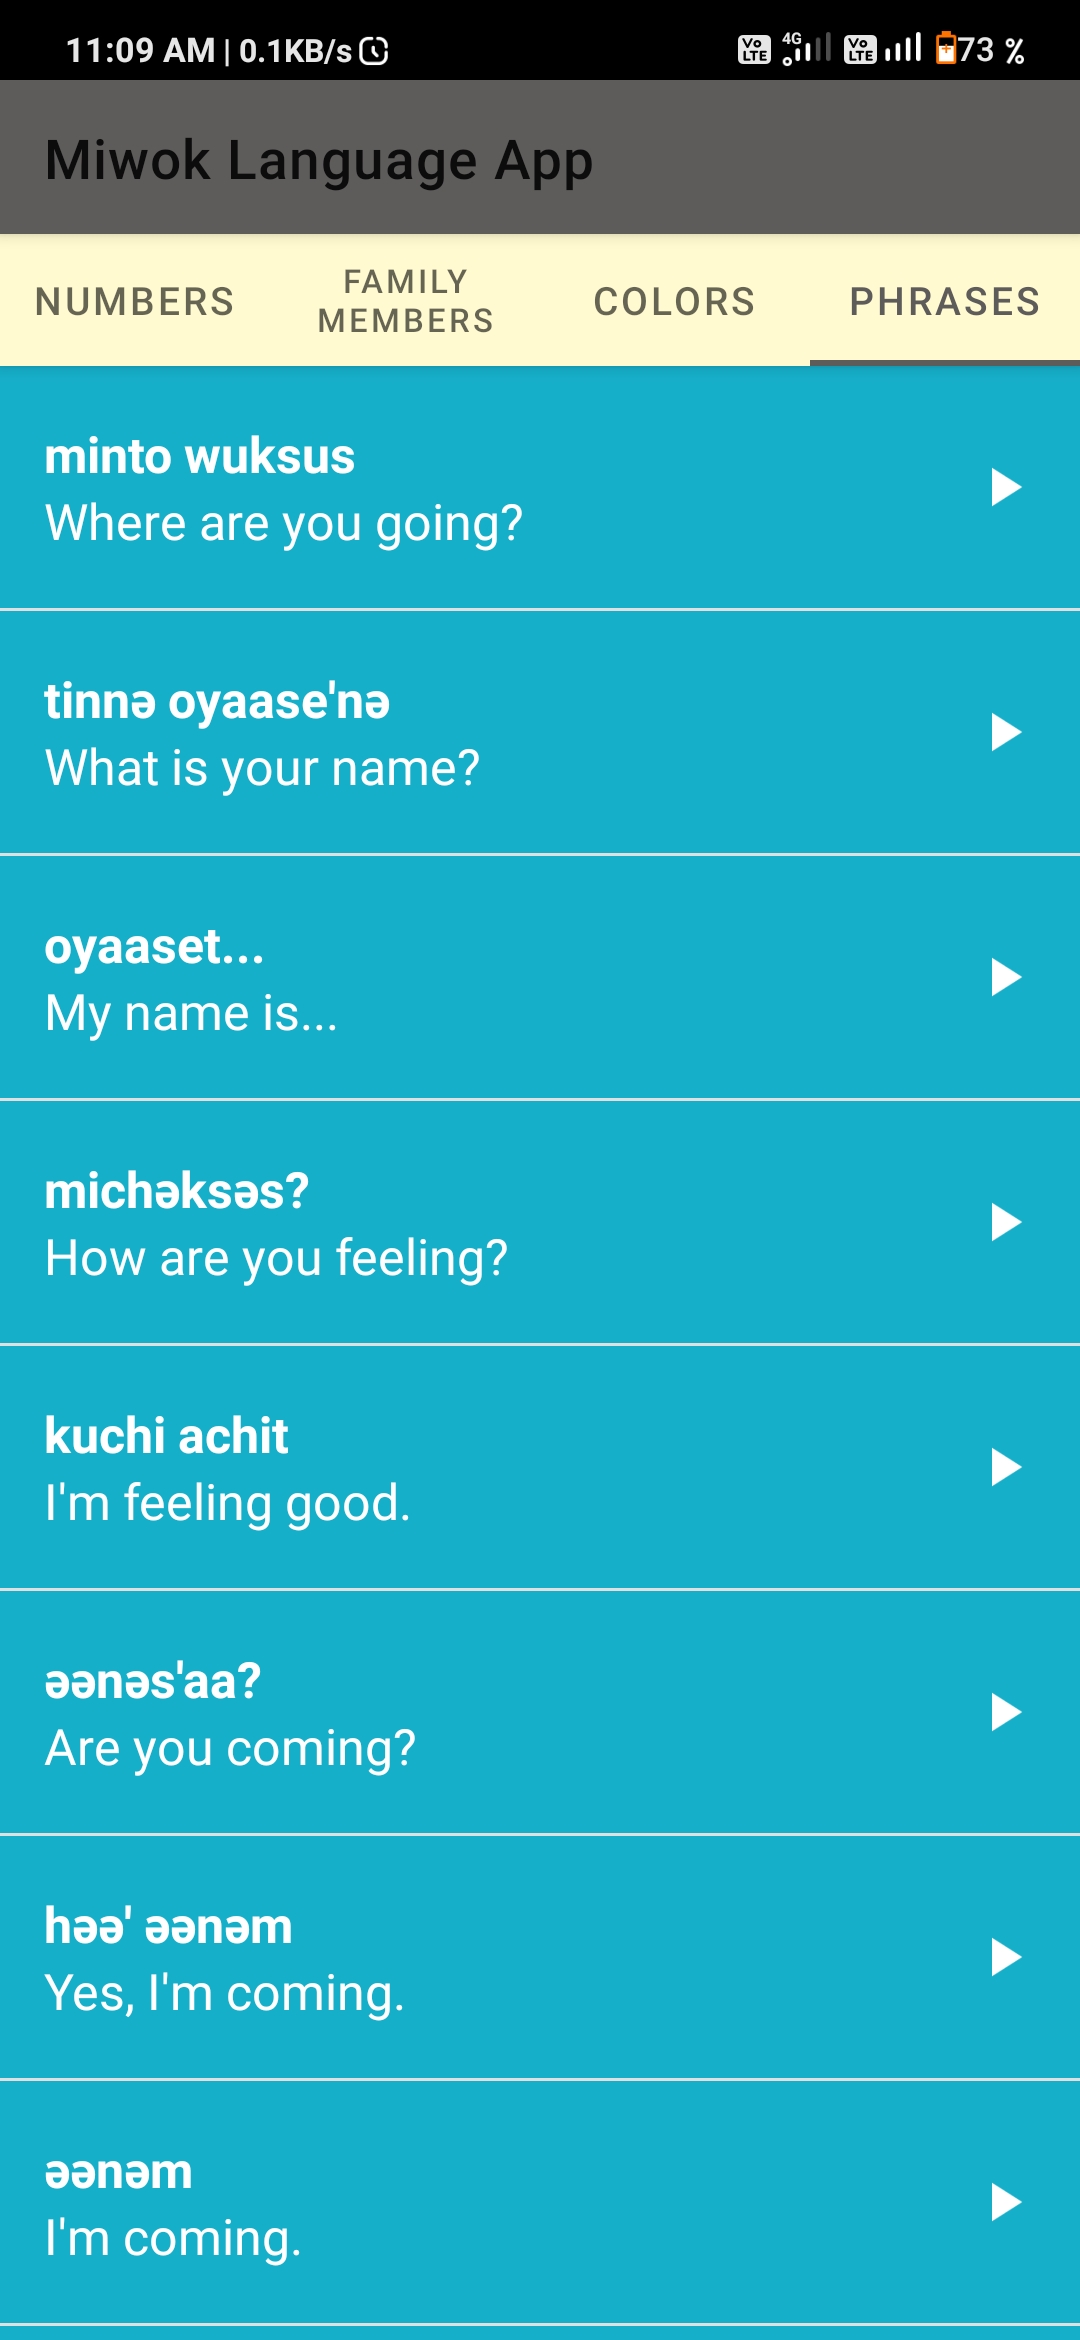 11:09 AM | 0.1KB/s
Vo LTE 4G Vo LTE 73 %
Miwok Language App
NUMBERS
FAMILY
MEMBERS
COLORS
PHRASES
minto wuksus
Where are you going?
tinnə oyaase'nə
What is your name?
oyaaset...
My name is...
michəksəs?
How are you feeling?
kuchi achit
I'm feeling good.
əənəs'aa?
Are you coming?
həə' əənəm
Yes, I'm coming.
əənəm
I'm coming.